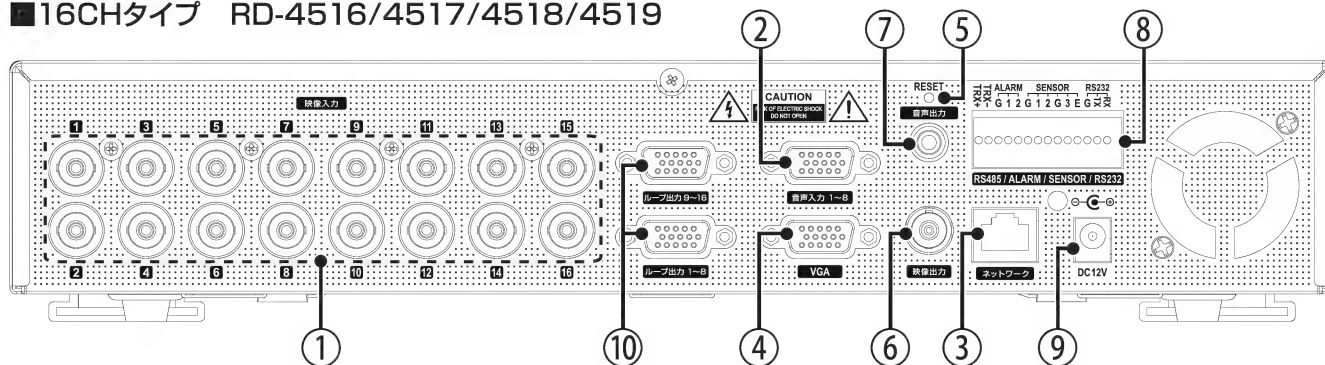 ■16CHタイプ RD-4516/4517/4518/4519
② ⑦ ⑤ ⑧
映像入力
CAUTION
RISK OF ELECTRIC SHOCK
DO NOT OPEN
RESET
音声出力
TRX+ TRX- ALARM SENSOR RS232
G 1 2 G 1 2 G 3 E G TX RX
1 3 5 7 9 11 13 15
ループ出力 9~16
音声入力 1~8
RS485 / ALARM / SENSOR / RS232
2 4 6 8 10 12 14 16
ループ出力 1~8
VGA
映像出力
ネットワーク
DC12V
① ⑩ ④ ⑥ ③ ⑨